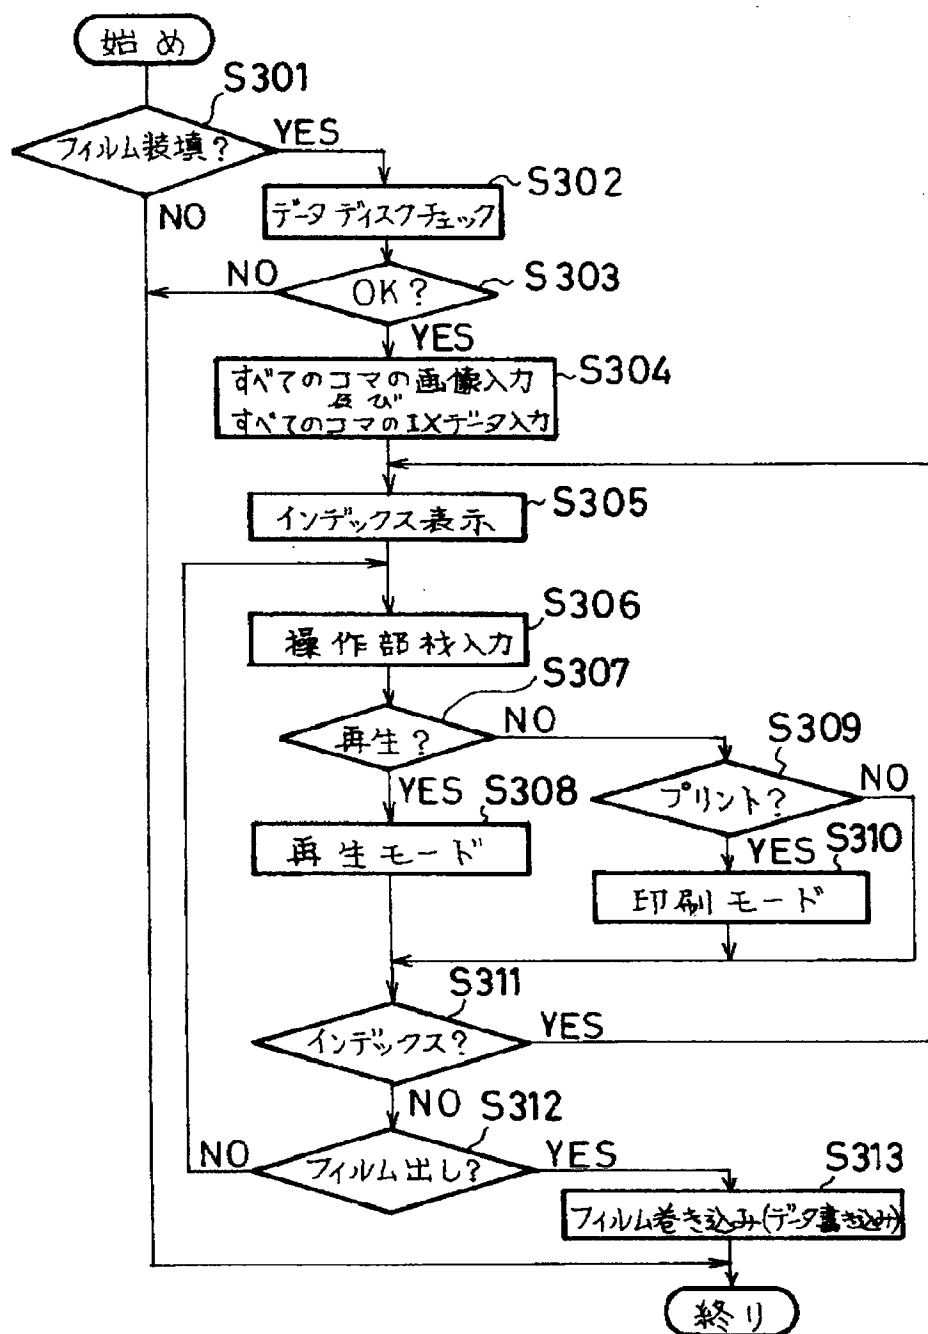 始め
S301
フィルム装填?
YES
NO
S302
データディスクチェック
S303
OK?
NO
YES
S304
すべてのコマの画像入力
及び
すべてのコマのIXデータ入力
S305
インデックス表示
S306
操作部材入力
S307
再生?
NO
YES
S308
再生モード
S309
プリント?
NO
YES
S310
印刷モード
S311
インデックス?
YES
NO
S312
フィルム出し?
NO
YES
S313
フィルム巻き込み(データ書き込み)
終り